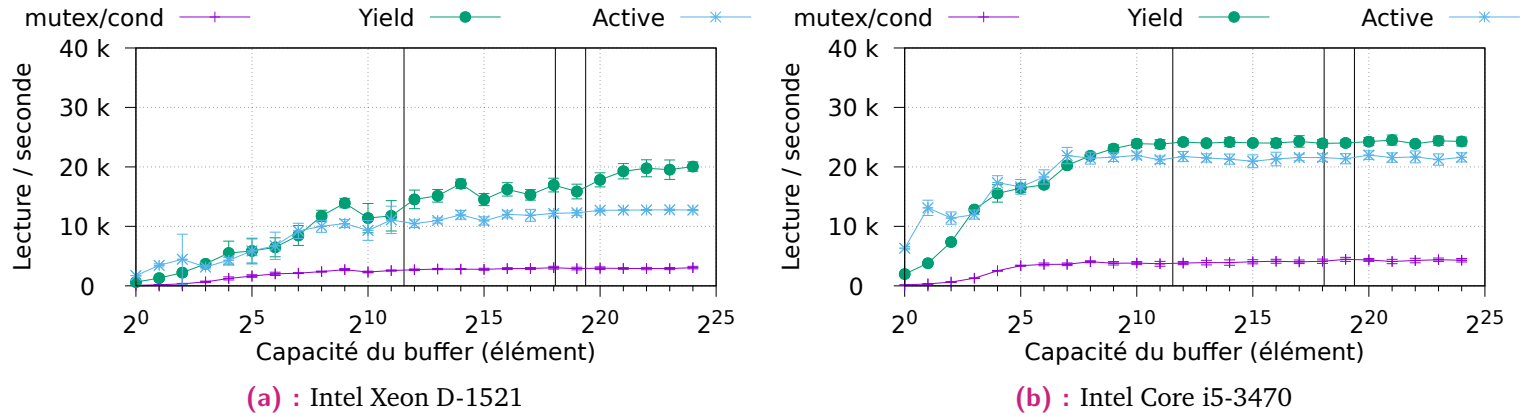 mutex/cond Yield Active
40 k
30 k
20 k
10 k
0
Lecture / seconde
2^0 2^5 2^10 2^15 2^20 2^25
Capacité du buffer (élément)
(a) : Intel Xeon D-1521
mutex/cond Yield Active
40 k
30 k
20 k
10 k
0
Lecture / seconde
2^0 2^5 2^10 2^15 2^20 2^25
Capacité du buffer (élément)
(b) : Intel Core i5-3470